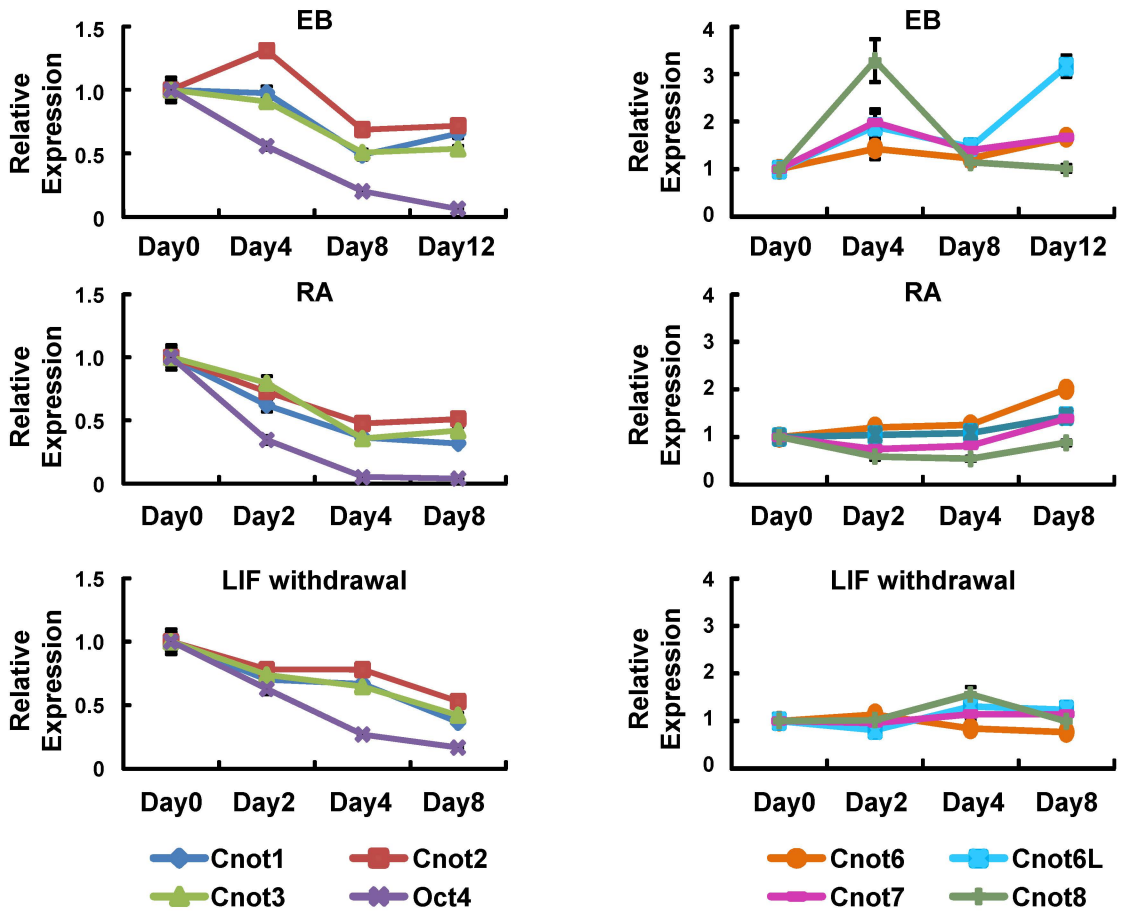 EB
Relative Expression
1.5
1.0
0.5
0
Day0 Day4 Day8 Day12
EB
Relative Expression
4
3
2
1
0
Day0 Day4 Day8 Day12
RA
Relative Expression
1.5
1.0
0.5
0
Day0 Day2 Day4 Day8
RA
Relative Expression
4
3
2
1
0
Day0 Day2 Day4 Day8
LIF withdrawal
Relative Expression
1.5
1.0
0.5
0
Day0 Day2 Day4 Day8
LIF withdrawal
Relative Expression
4
3
2
1
0
Day0 Day2 Day4 Day8
Cnot1 Cnot2
Cnot3 Oct4
Cnot6 Cnot6L
Cnot7 Cnot8